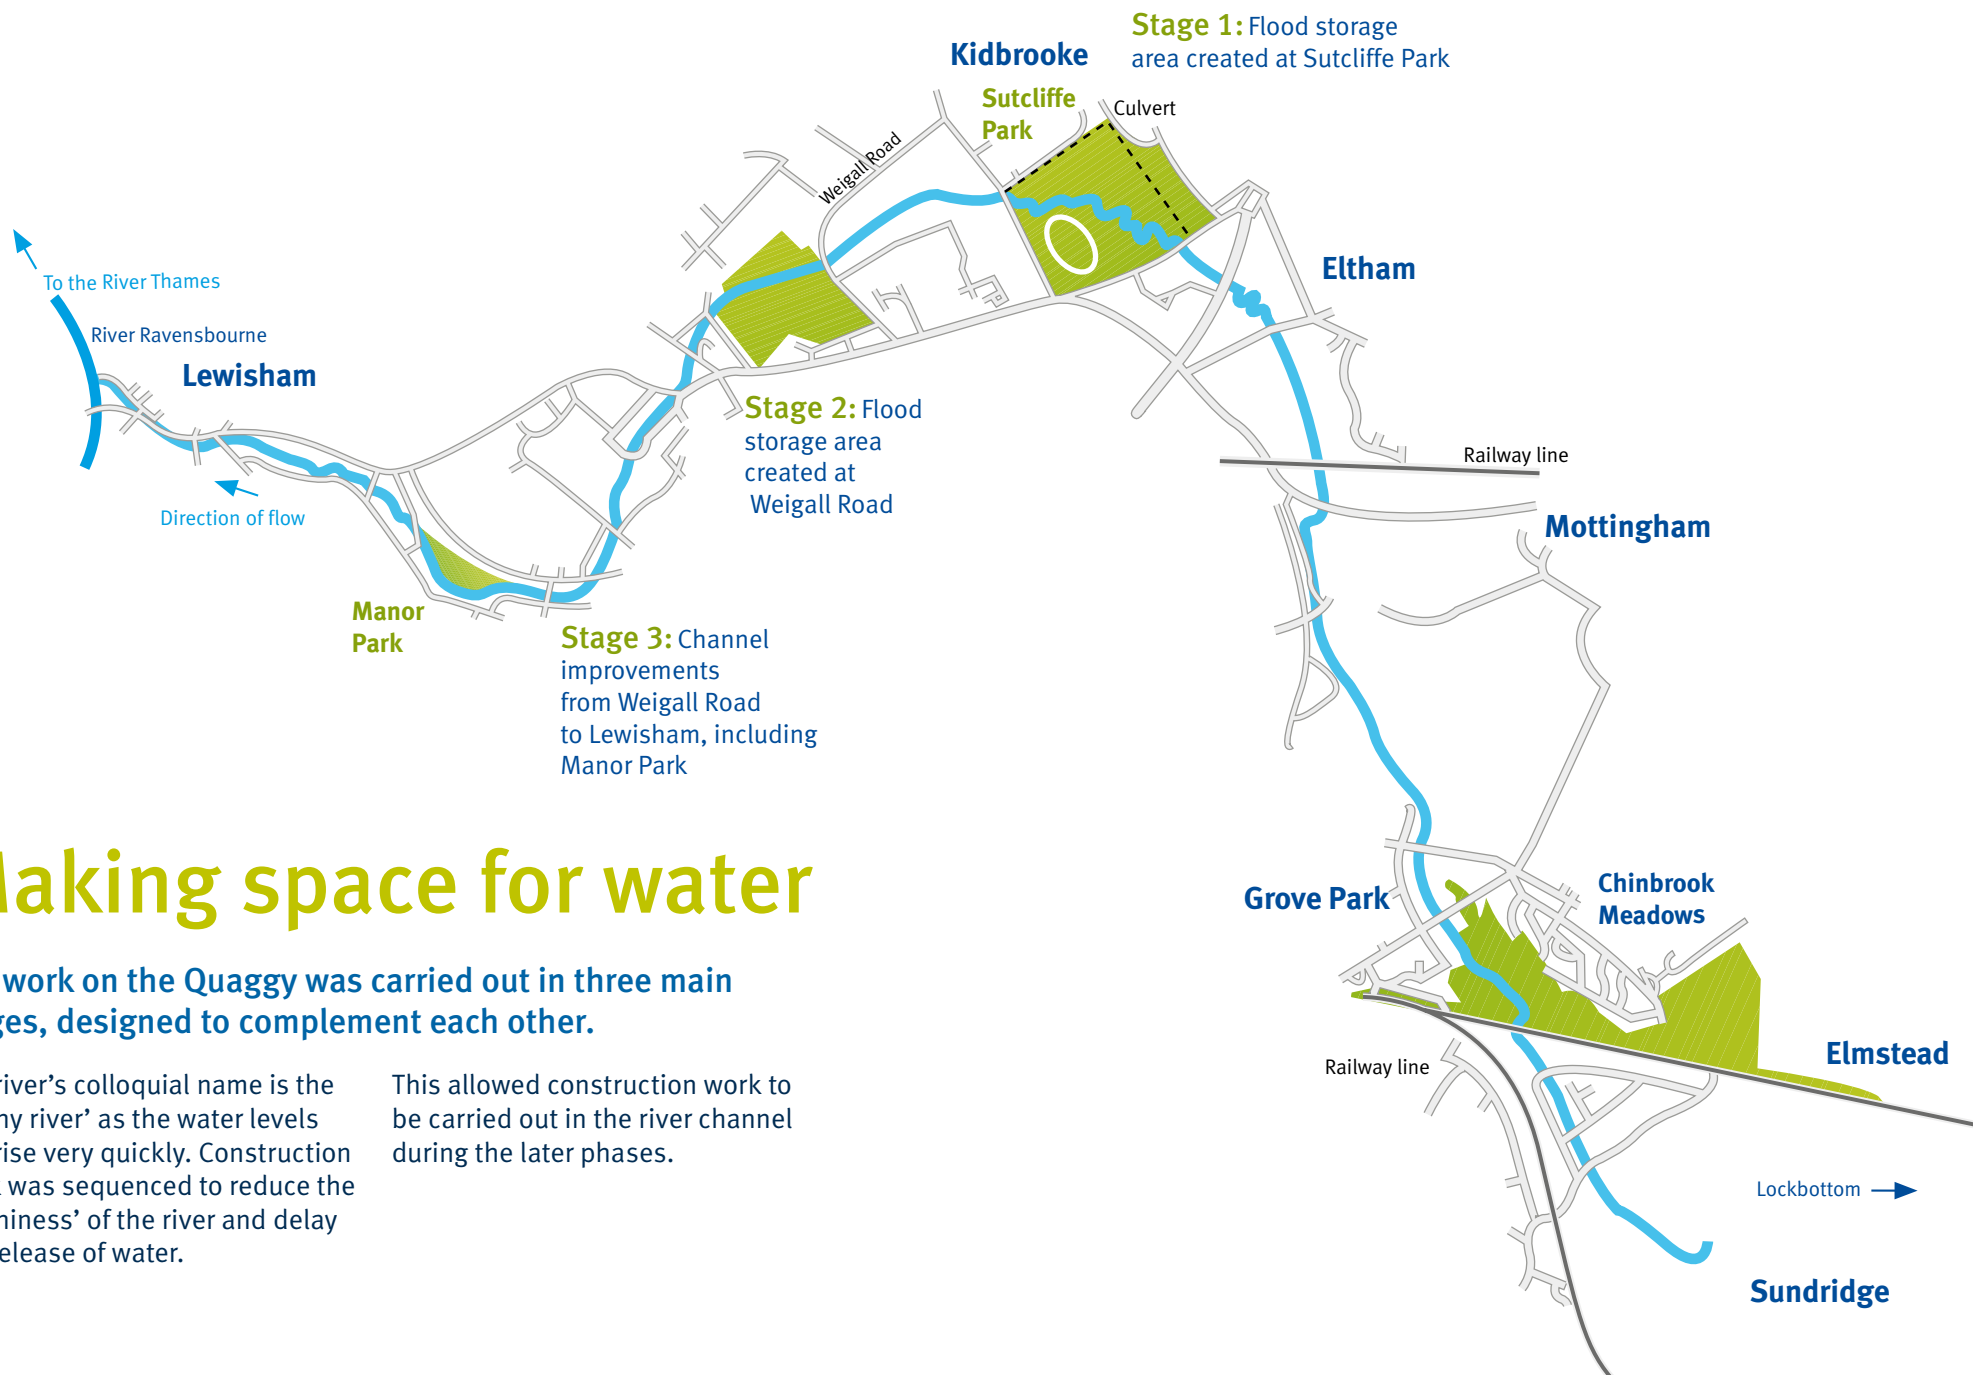 Stage 1: Flood storage
area created at Sutcliffe Park
Kidbrooke
Sutcliffe
Park
Culvert
Weigall Road
Eltham
To the River Thames
River Ravensbourne
Lewisham
Stage 2: Flood
storage area
created at
Weigall Road
Railway line
Direction of flow
Mottingham
Manor
Park
Stage 3: Channel
improvements
from Weigall Road
to Lewisham, including
Manor Park
Making space for water
Grove Park
Chinbrook
Meadows
work on the Quaggy was carried out in three main
ges, designed to complement each other.
Elmstead
Railway line
river’s colloquial name is the
hy river’ as the water levels
rise very quickly. Construction
was sequenced to reduce the
hiness’ of the river and delay
elease of water.
This allowed construction work to
be carried out in the river channel
during the later phases.
Lockbottom
Sundridge